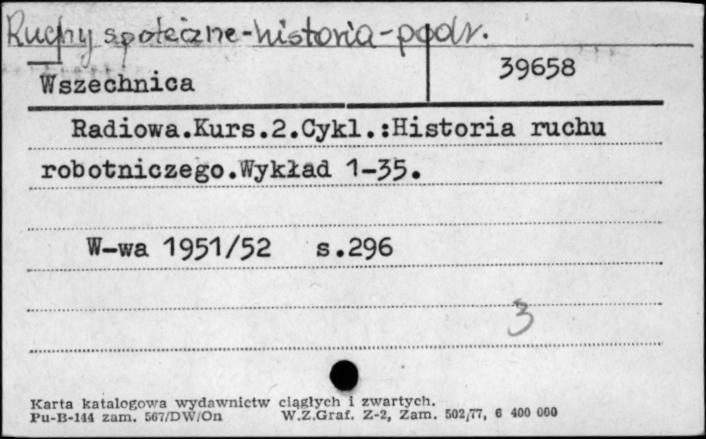 Ruchy społeczne-historia-podr.
Wszechnica 39658
Radiowa.Kurs.2.Cykl.:Historia ruchu
robotniczego.Wykład 1-35.
W-wa 1951/52 s.296
3
Karta katalogowa wydawnictw ciągłych i zwartych.
Pu-B-144 zam. 567/DW/On W.Z.Graf. Z-2, Zam. 502/77, 6 400 000